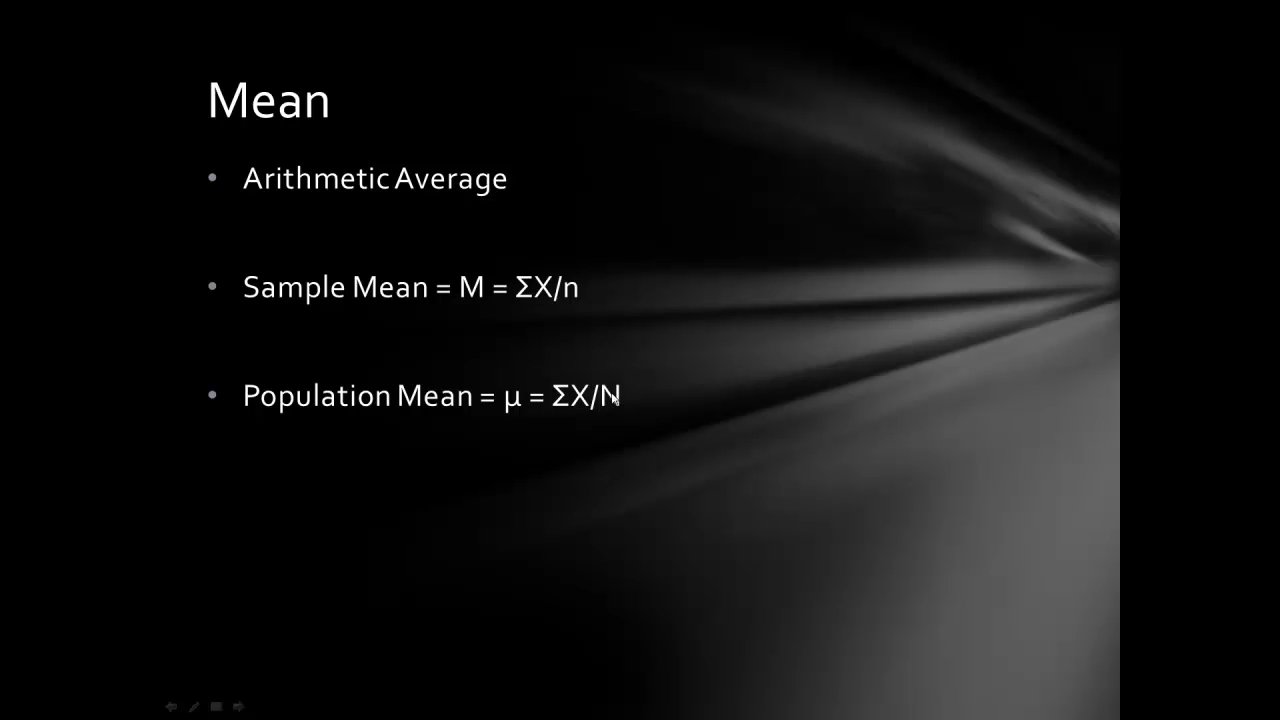 Mean
• Arithmetic Average
• Sample Mean = M = ΣX/n
• Population Mean = μ = ΣX/N